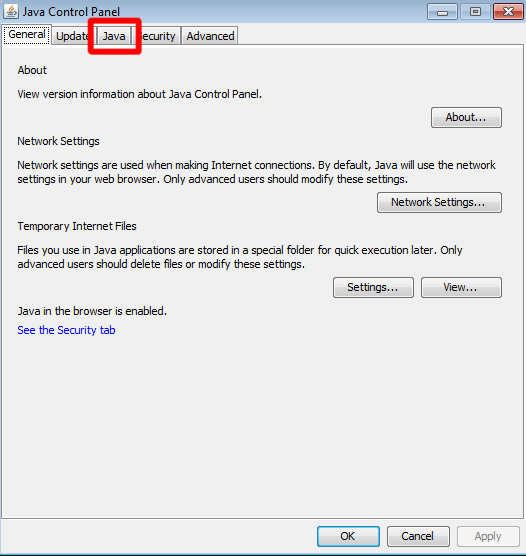 Java Control Panel
General Update Java Security Advanced
About
View version information about Java Control Panel.
About...
Network Settings
Network settings are used when making Internet connections. By default, Java will use the network
settings in your web browser. Only advanced users should modify these settings.
Network Settings...
Temporary Internet Files
Files you use in Java applications are stored in a special folder for quick execution later. Only
advanced users should delete files or modify these settings.
Settings... View...
Java in the browser is enabled.
See the Security tab
OK Cancel Apply